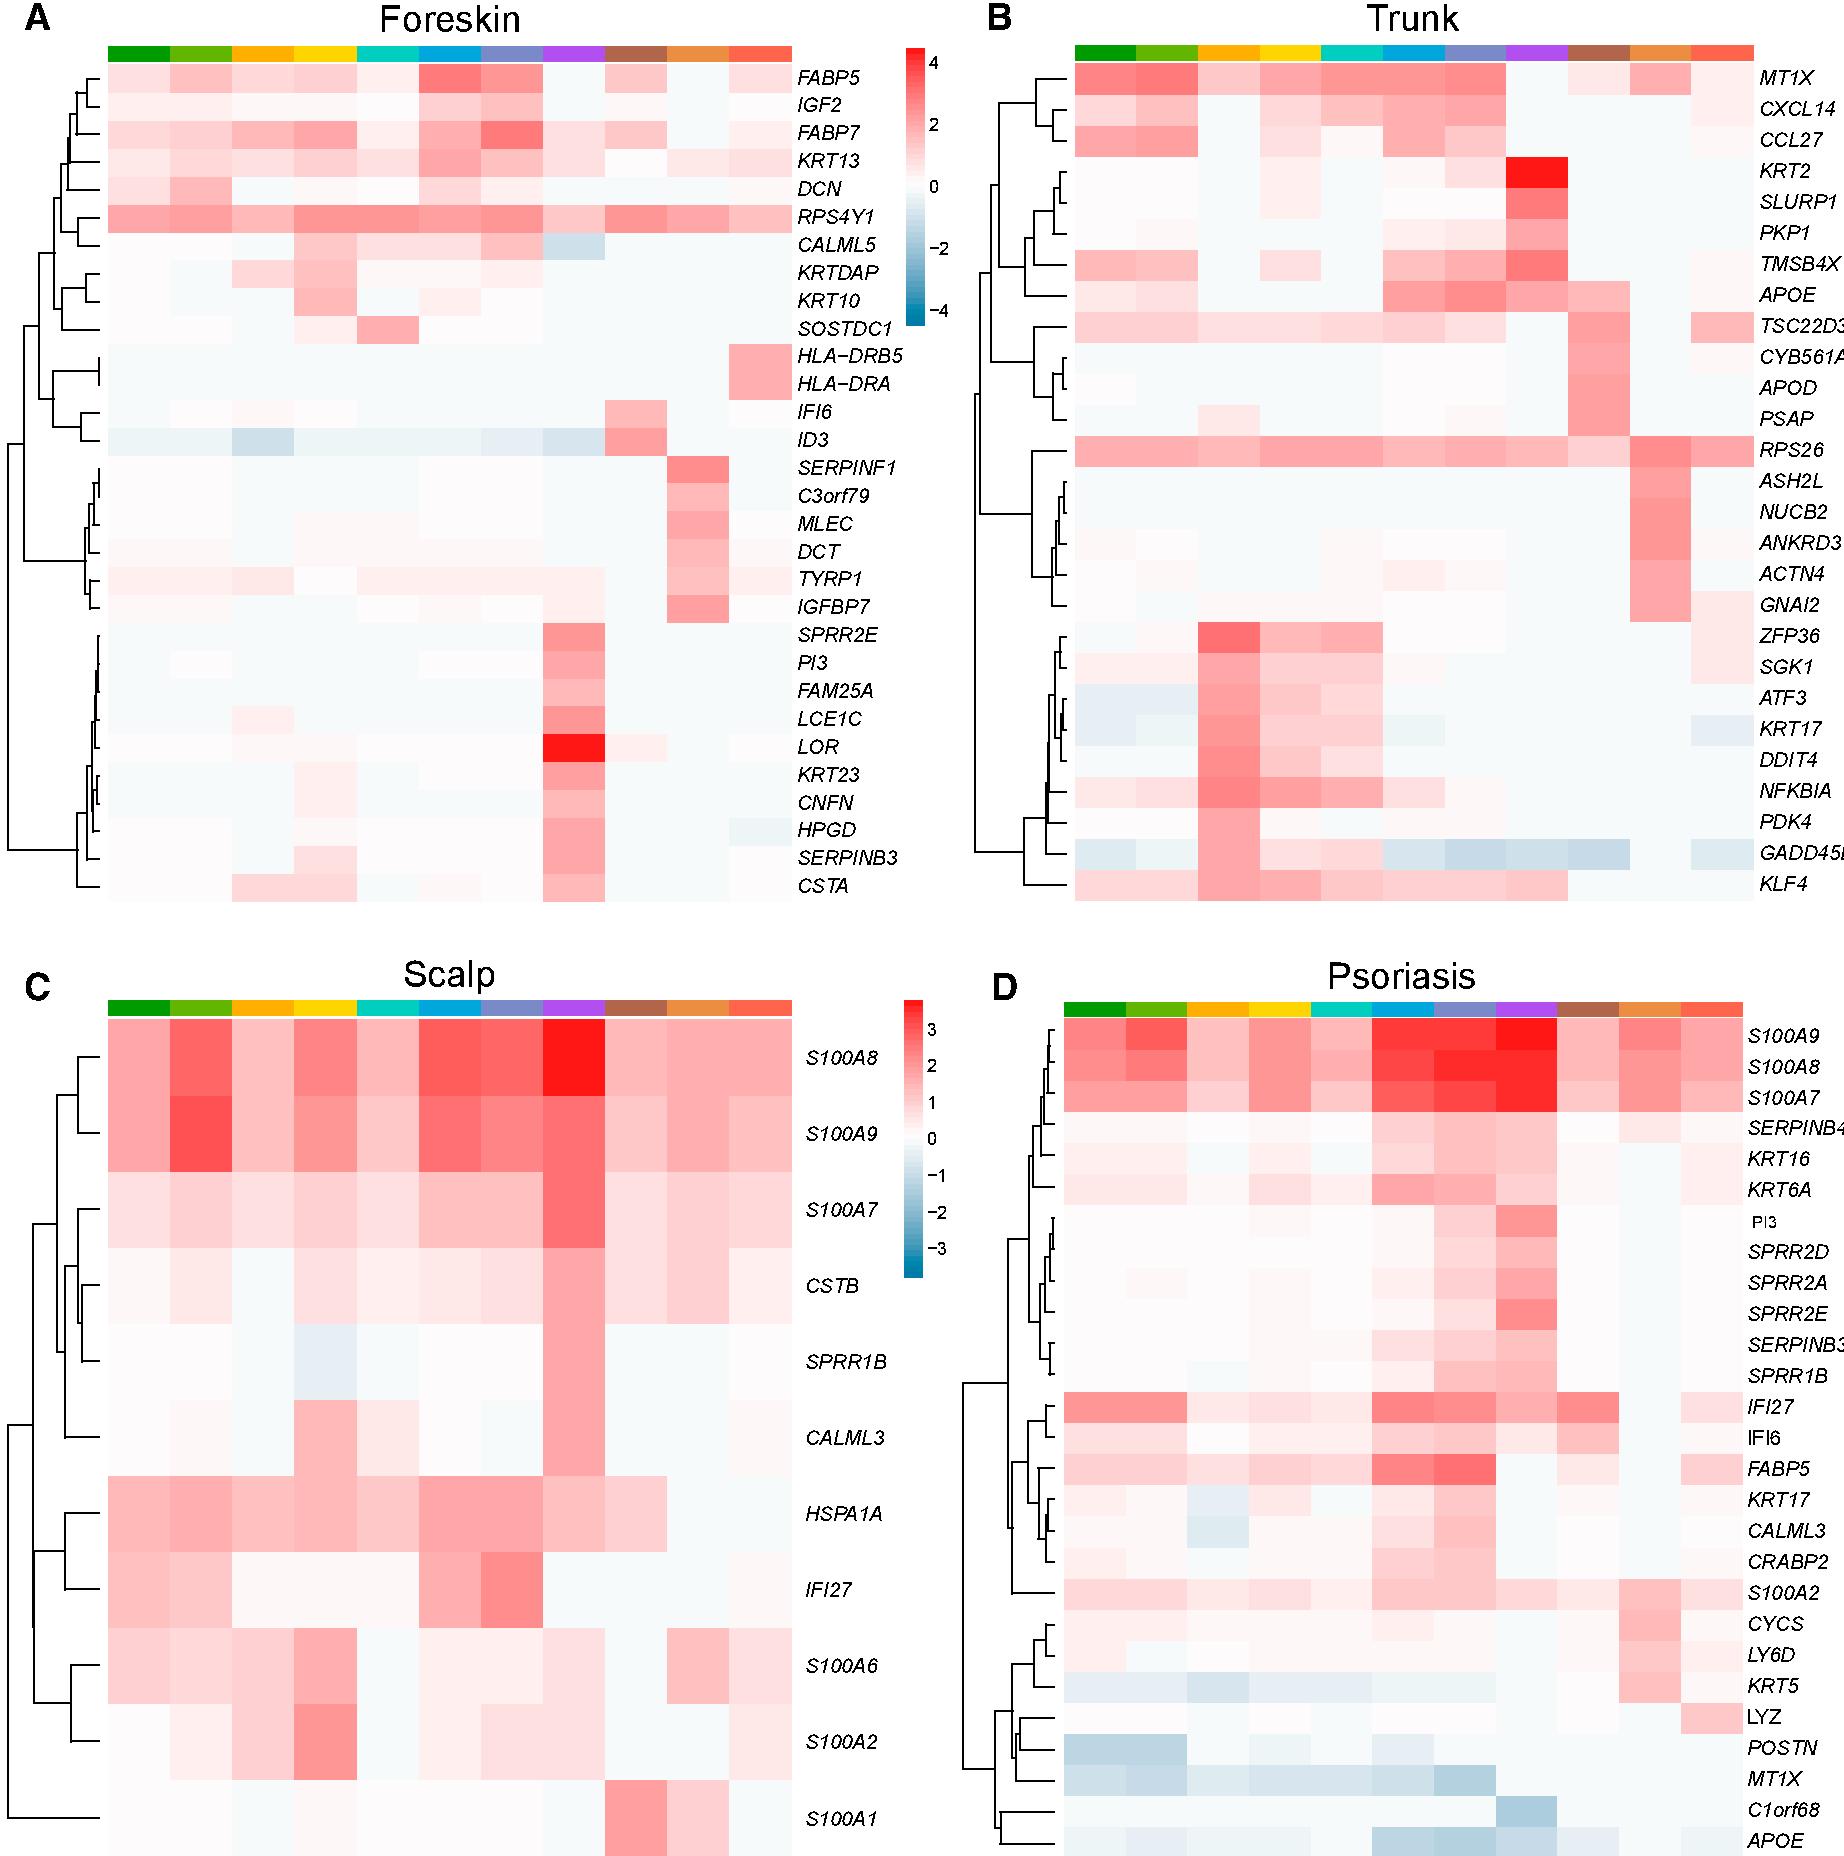 A
Foreskin
FABP5
IGF2
FABP7
KRT13
DCN
RPS4Y1
CALML5
KRTDAP
KRT10
SOSTDC1
HLA−DRB5
HLA−DRA
IFI6
ID3
SERPINF1
C3orf79
MLEC
DCT
TYRP1
IGFBP7
SPRR2E
PI3
FAM25A
LCE1C
LOR
KRT23
CNFN
HPGD
SERPINB3
CSTA
4
2
0
−2
−4
B
Trunk
MT1X
CXCL14
CCL27
KRT2
SLURP1
PKP1
TMSB4X
APOE
TSC22D3
CYB561A
APOD
PSAP
RPS26
ASH2L
NUCB2
ANKRD3
ACTN4
GNAI2
ZFP36
SGK1
ATF3
KRT17
DDIT4
NFKBIA
PDK4
GADD45
KLF4
C
Scalp
S100A8
S100A9
S100A7
CSTB
SPRR1B
CALML3
HSPA1A
IFI27
S100A6
S100A2
S100A1
3
2
1
0
−1
−2
−3
D
Psoriasis
S100A9
S100A8
S100A7
SERPINB4
KRT16
KRT6A
PI3
SPRR2D
SPRR2A
SPRR2E
SERPINB3
SPRR1B
IFI27
IFI6
FABP5
KRT17
CALML3
CRABP2
S100A2
CYCS
LY6D
KRT5
LYZ
POSTN
MT1X
C1orf68
APOE